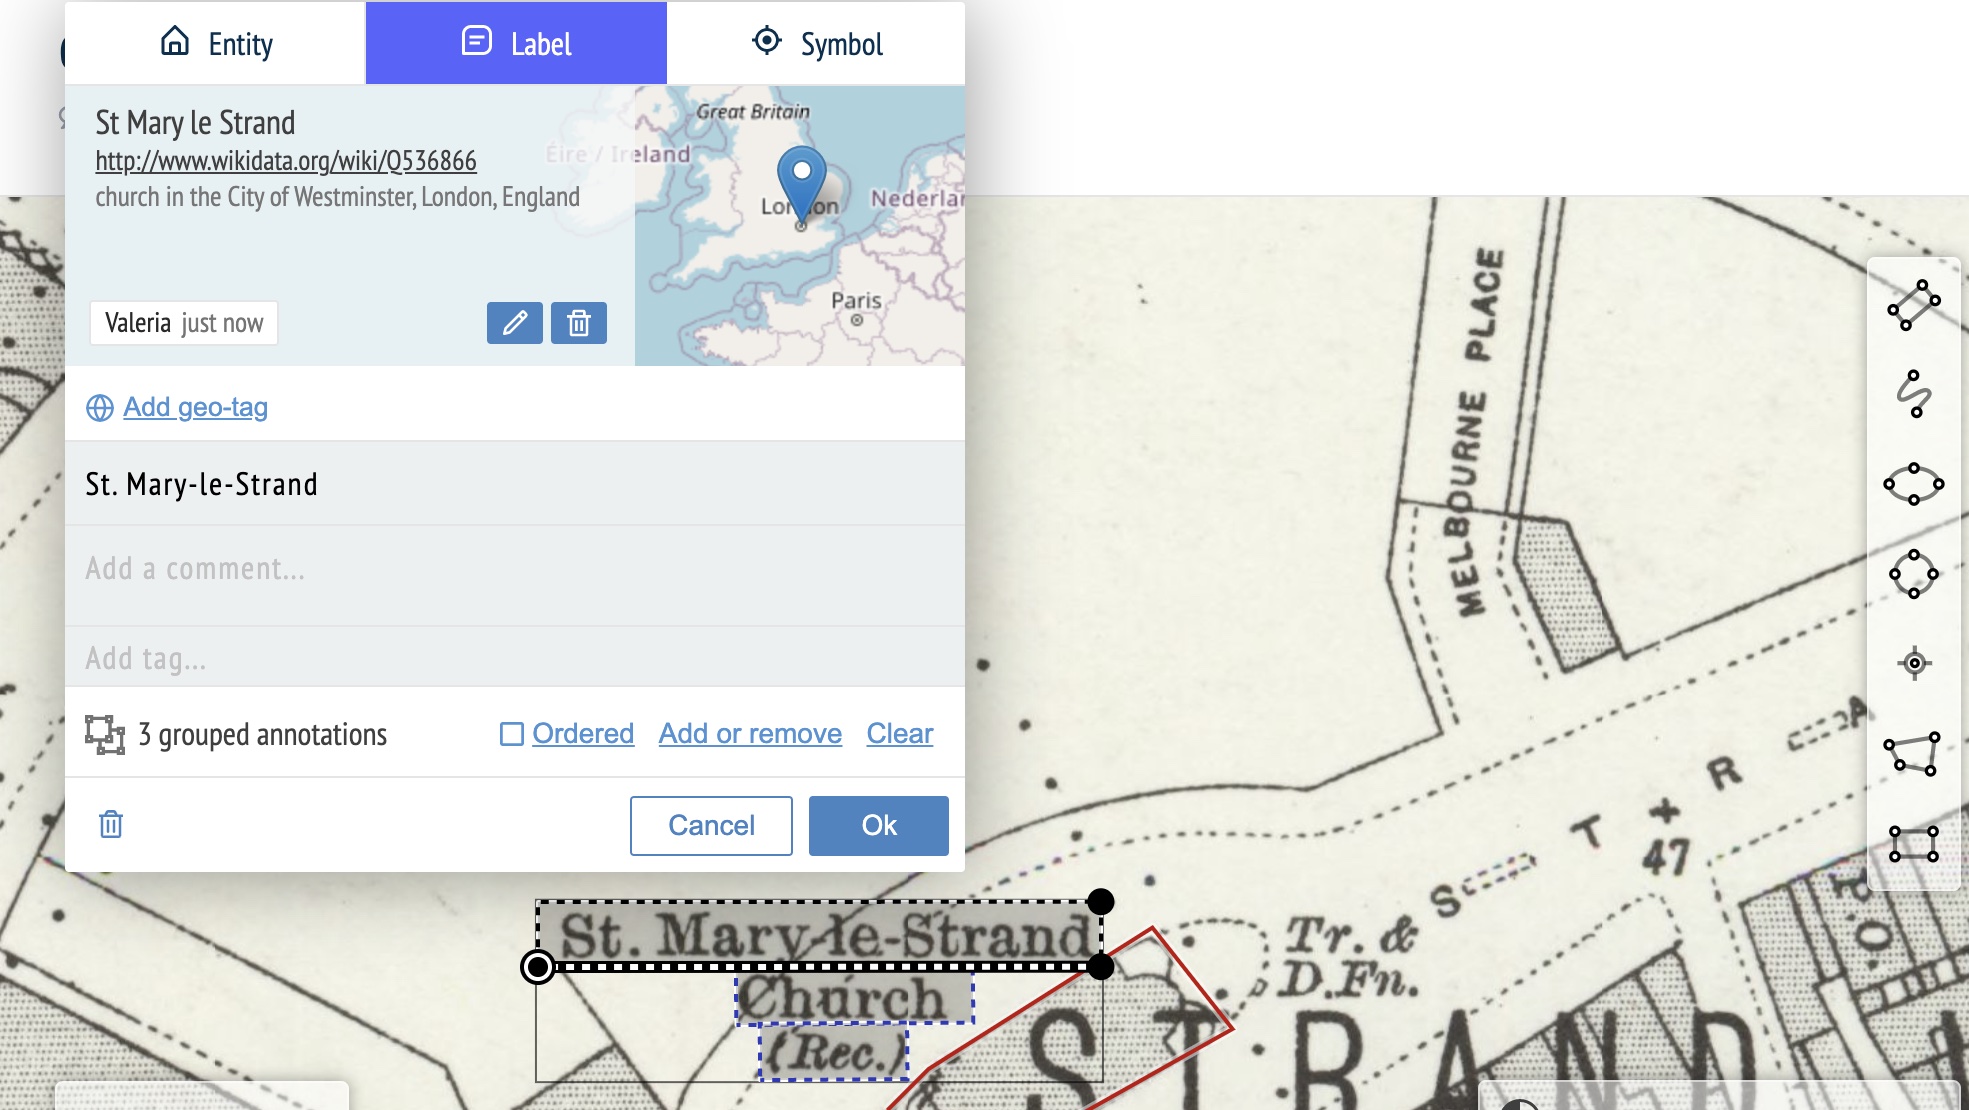 Entity
Label
Symbol
St Mary le Strand
http://www.wikidata.org/wiki/Q536866
church in the City of Westminster, London, England
Valeria just now
Great Britain
Éire / Ireland
London
Nederlan
Paris
Add geo-tag
St. Mary-le-Strand
Add a comment...
Add tag...
3 grouped annotations
Ordered
Add or remove
Clear
Cancel
Ok
MELBOURNE PLACE
S T R A
47
St. Mary-le-Strand
Church
(Rec.)
Tr. &
D.Fn.
STRAND